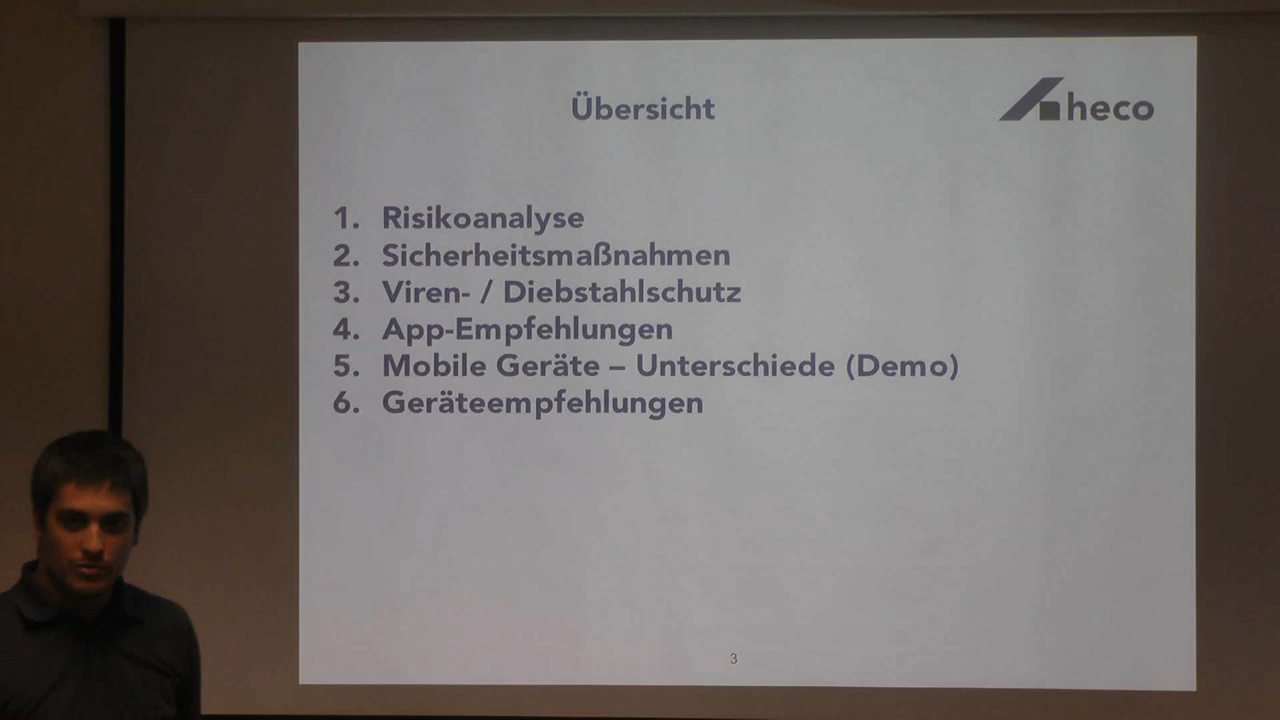 Übersicht
heco
1. Risikoanalyse
2. Sicherheitsmaßnahmen
3. Viren- / Diebstahlschutz
4. App-Empfehlungen
5. Mobile Geräte – Unterschiede (Demo)
6. Geräteempfehlungen
3